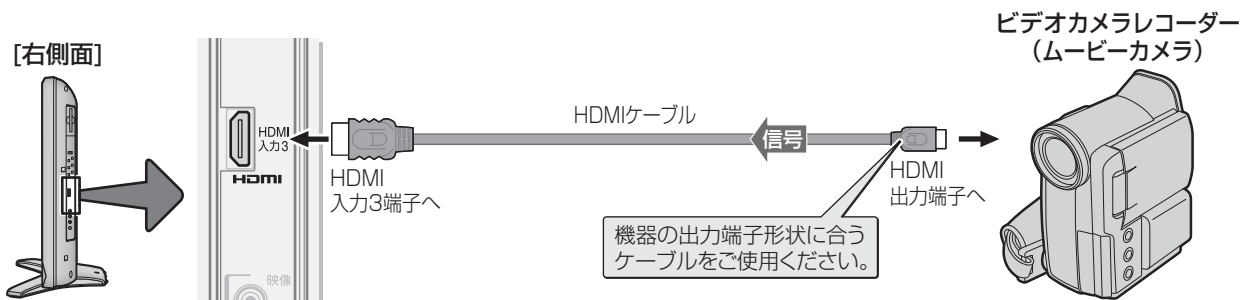 ビデオカメラレコーダー
（ムービーカメラ）
[右側面]
HDMI
入力3
HDMI
HDMIケーブル
信号
HDMI
入力3端子へ
HDMI
出力端子へ
機器の出力端子形状に合う
ケーブルをご使用ください。
映像